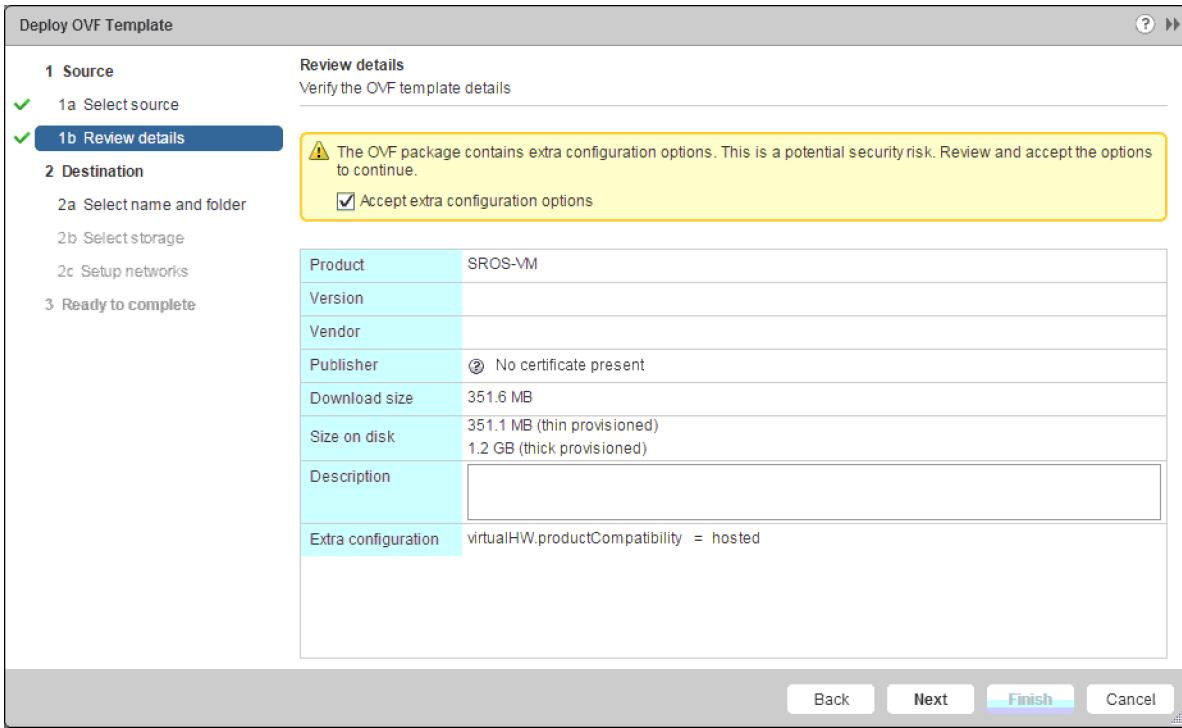 Deploy OVF Template
?
1 Source
1a Select source
1b Review details
2 Destination
2a Select name and folder
2b Select storage
2c Setup networks
3 Ready to complete
Review details
Verify the OVF template details
The OVF package contains extra configuration options. This is a potential security risk. Review and accept the options
to continue.
Accept extra configuration options
Product SROS-VM
Version
Vendor
Publisher ? No certificate present
Download size 351.6 MB
Size on disk 351.1 MB (thin provisioned)
1.2 GB (thick provisioned)
Description
Extra configuration virtualHW.productCompatibility = hosted
Back Next Finish Cancel